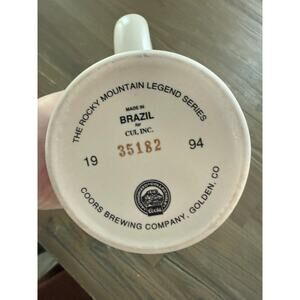 THE ROCKY MOUNTAIN LEGEND SERIES
MADE IN
BRAZIL
for
CUI, INC.
35182
19 94
COORS BREWING COMPANY, GOLDEN, CO